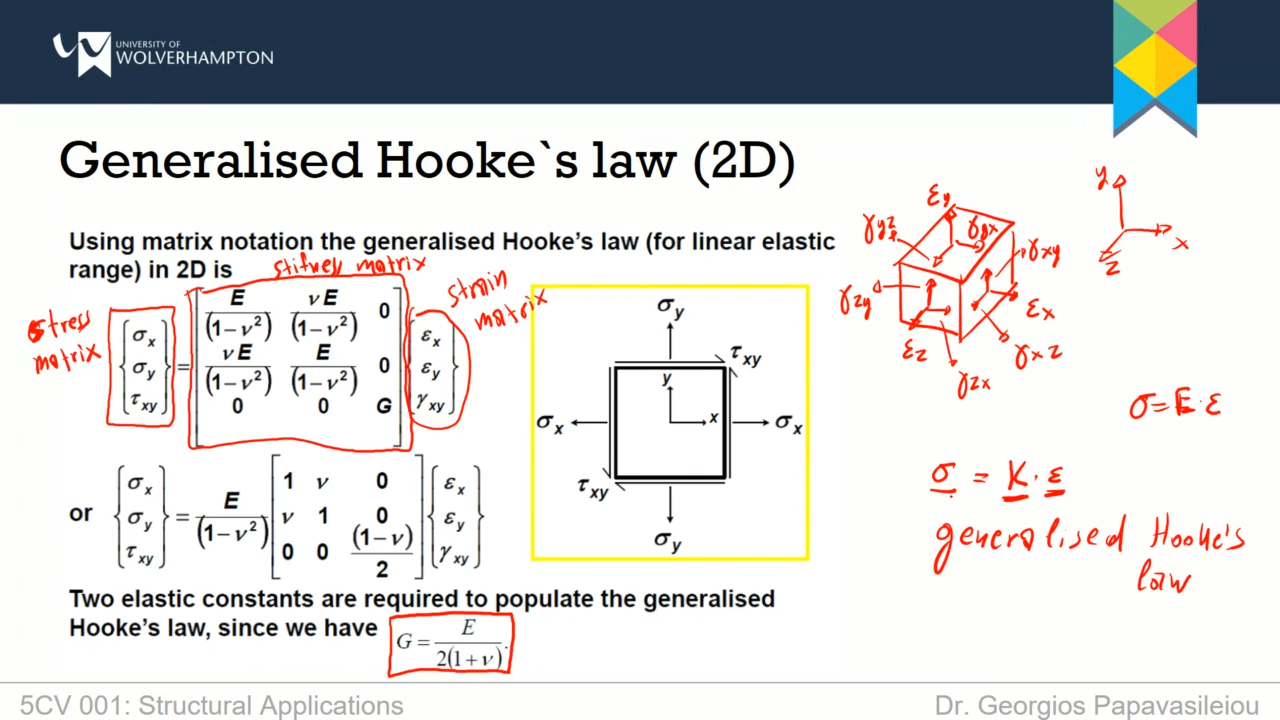 UNIVERSITY OF
WOLVERHAMPTON
Generalised Hooke`s law (2D)
Using matrix notation the generalised Hooke's law (for linear elastic
range) in 2D is
stifness matrix
stress
matrix
strain
matrix
σx
σy
τxy
=
E/(1−ν²) νE/(1−ν²) 0
νE/(1−ν²) E/(1−ν²) 0
0 0 G
εx
εy
γxy
or
σx
σy
τxy
= E/(1−ν²)
1 ν 0
ν 1 0
0 0 (1−ν)/2
εx
εy
γxy
Two elastic constants are required to populate the generalised
Hooke's law, since we have G = E/2(1+ν).
σy
τxy
y
x
σx
σx
τxy
σy
εy
γyz
γyx
γxy
γzy
εx
εz
γxz
γzx
y
x
z
σ=E·ε
σ = K·ε
generalised Hooke's
law
5CV 001: Structural Applications
Dr. Georgios Papavasileiou